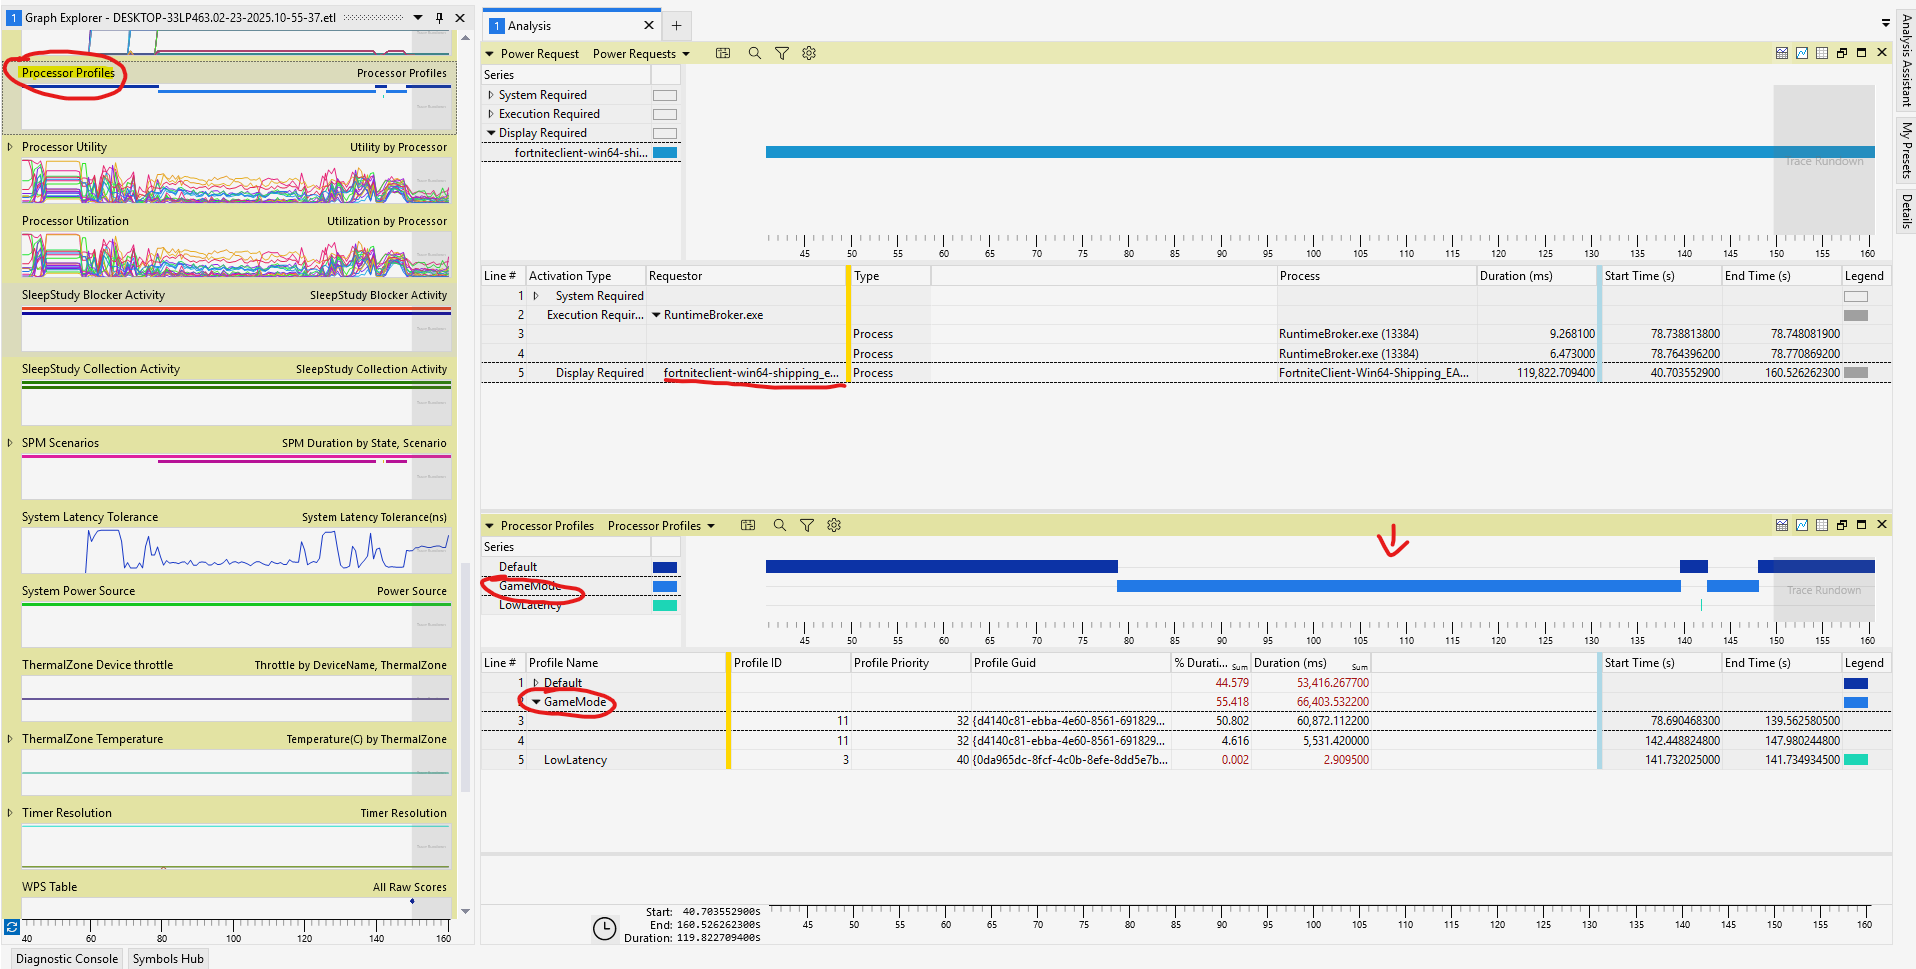 1 Graph Explorer - DESKTOP-33LP463.02-23-2025.10-55-37.etl
Processor Profiles Processor Profiles
Trace Rundown
Processor Utility Utility by Processor
Processor Utilization Utilization by Processor
SleepStudy Blocker Activity SleepStudy Blocker Activity
SleepStudy Collection Activity SleepStudy Collection Activity
SPM Scenarios SPM Duration by State, Scenario
System Latency Tolerance System Latency Tolerance(ns)
System Power Source Power Source
ThermalZone Device throttle Throttle by DeviceName, ThermalZone
ThermalZone Temperature Temperature(C) by ThermalZone
Timer Resolution Timer Resolution
WPS Table All Raw Scores
40 60 80 100 120 140 160
Diagnostic Console Symbols Hub
1 Analysis
Power Request Power Requests
Series
System Required
Execution Required
Display Required
fortniteclient-win64-shi...
Trace Rundown
45 50 55 60 65 70 75 80 85 90 95 100 105 110 115 120 125 130 135 140 145 150 155 160
Line # Activation Type Requestor Type Process Duration (ms) Start Time (s) End Time (s) Legend
1 System Required
2 Execution Requir... RuntimeBroker.exe
3 Process RuntimeBroker.exe (13384) 9.268100 78.738813800 78.748081900
4 Process RuntimeBroker.exe (13384) 6.473000 78.764396200 78.770869200
5 Display Required fortniteclient-win64-shipping_e... Process FortniteClient-Win64-Shipping_EA... 119,822.709400 40.703552900 160.526262300
Processor Profiles Processor Profiles
Series
Default
GameMode
LowLatency
Trace Rundown
45 50 55 60 65 70 75 80 85 90 95 100 105 110 115 120 125 130 135 140 145 150 155 160
Line # Profile Name Profile ID Profile Priority Profile Guid % Durati... Sum Duration (ms) Sum Start Time (s) End Time (s) Legend
1 Default 44.579 53,416.267700
2 GameMode 55.418 66,403.532200
3 11 32 {d4140c81-ebba-4e60-8561-691829... 50.802 60,872.112200 78.690468300 139.562580500
4 11 32 {d4140c81-ebba-4e60-8561-691829... 4.616 5,531.420000 142.448824800 147.980244800
5 LowLatency 3 40 {0da965dc-8fcf-4c0b-8efe-8dd5e7b... 0.002 2.909500 141.732025000 141.734934500
Start: 40.703552900s
End: 160.526262300s
Duration: 119.822709400s
45 50 55 60 65 70 75 80 85 90 95 100 105 110 115 120 125 130 135 140 145 150 155 160
Analysis Assistant
My Presets
Details